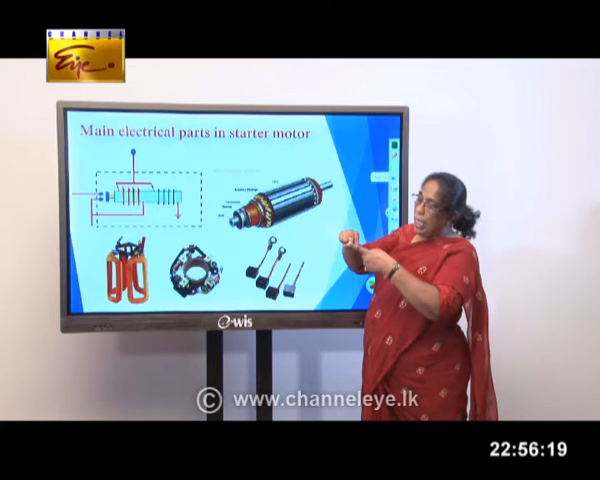 CHANNEL
Eye
Main electrical parts in starter motor
e-wis
© www.channeleye.lk
22:56:19